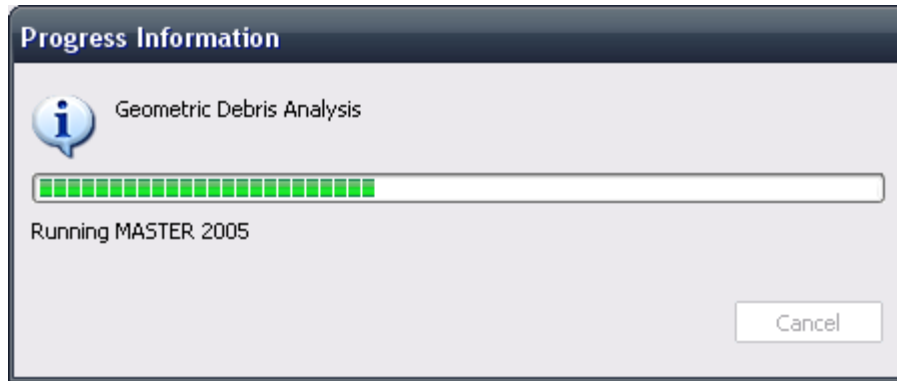 Progress Information
Geometric Debris Analysis
Running MASTER 2005
Cancel